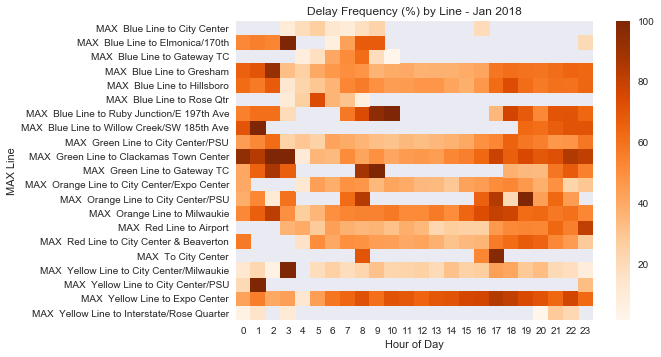 Delay Frequency (%) by Line - Jan 2018
MAX Line
MAX  Blue Line to City Center
MAX  Blue Line to Elmonica/170th
MAX  Blue Line to Gateway TC
MAX  Blue Line to Gresham
MAX  Blue Line to Hillsboro
MAX  Blue Line to Rose Qtr
MAX  Blue Line to Ruby Junction/E 197th Ave
MAX  Blue Line to Willow Creek/SW 185th Ave
MAX  Green Line to City Center/PSU
MAX  Green Line to Clackamas Town Center
MAX  Green Line to Gateway TC
MAX  Orange Line to City Center/Expo Center
MAX  Orange Line to City Center/PSU
MAX  Orange Line to Milwaukie
MAX  Red Line to Airport
MAX  Red Line to City Center & Beaverton
MAX  To City Center
MAX  Yellow Line to City Center/Milwaukie
MAX  Yellow Line to City Center/PSU
MAX  Yellow Line to Expo Center
MAX  Yellow Line to Interstate/Rose Quarter
0 1 2 3 4 5 6 7 8 9 10 11 12 13 14 15 16 17 18 19 20 21 22 23
Hour of Day
100
80
60
40
20